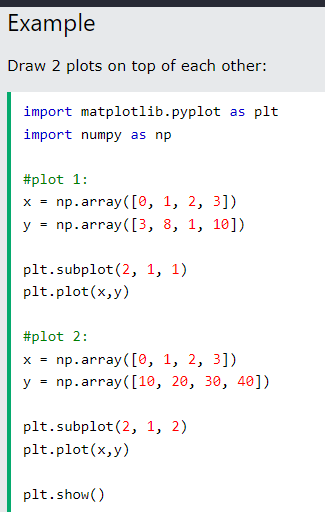 Example
Draw 2 plots on top of each other:
import matplotlib.pyplot as plt
import numpy as np
#plot 1:
x = np.array([0, 1, 2, 3])
y = np.array([3, 8, 1, 10])
plt.subplot(2, 1, 1)
plt.plot(x,y)
#plot 2:
x = np.array([0, 1, 2, 3])
y = np.array([10, 20, 30, 40])
plt.subplot(2, 1, 2)
plt.plot(x,y)
plt.show()